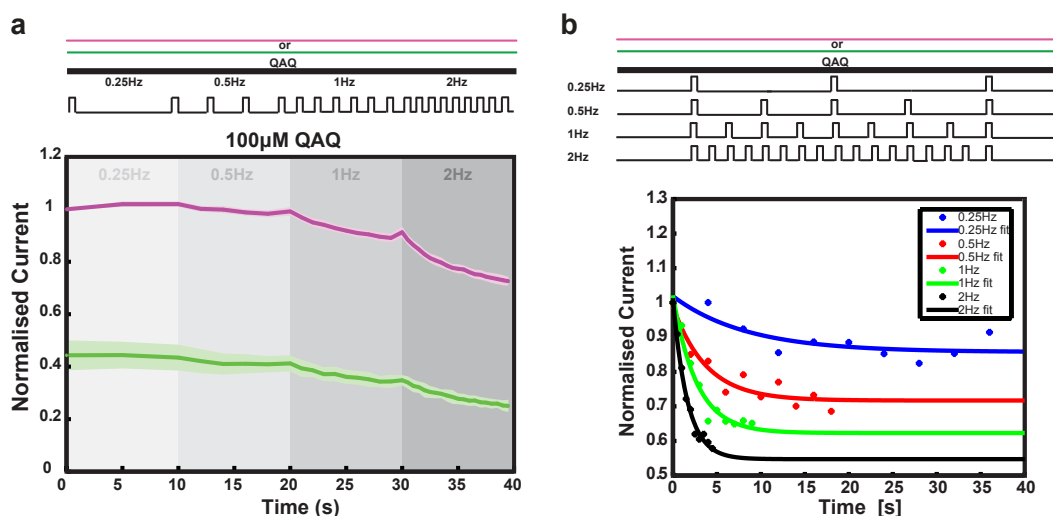 a
or
QAQ
0.25Hz 0.5Hz 1Hz 2Hz
100µM QAQ
Normalised Current
1.2
1
0.8
0.6
0.4
0.2
0
0.25Hz 0.5Hz 1Hz 2Hz
0 5 10 15 20 25 30 35 40
Time (s)
b
or
QAQ
0.25Hz
0.5Hz
1Hz
2Hz
Normalised Current
1.3
1.2
1.1
1
0.9
0.8
0.7
0.6
0.5
0.25Hz
0.25Hz fit
0.5Hz
0.5Hz fit
1Hz
1Hz fit
2Hz
2Hz fit
0 5 10 15 20 25 30 35 40
Time [s]